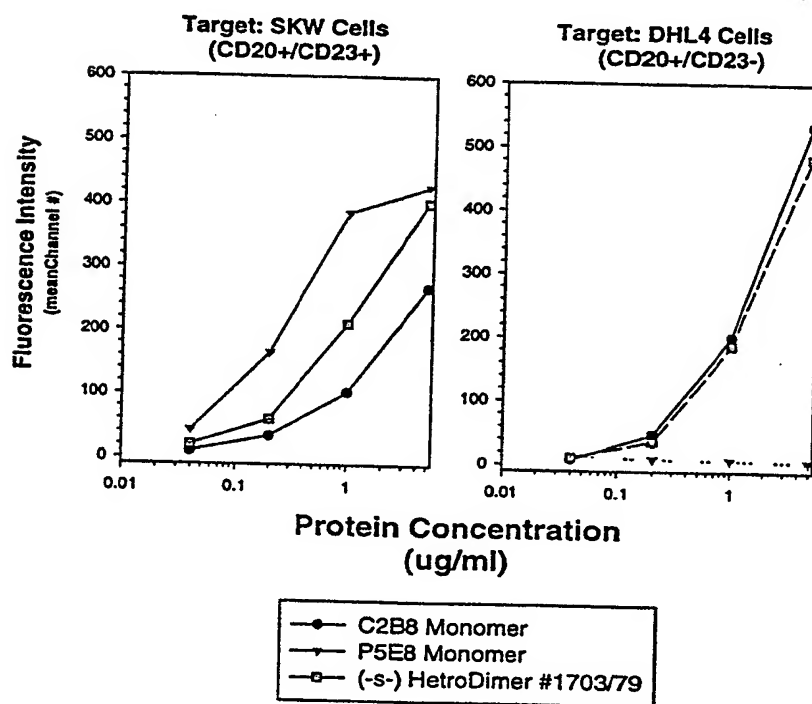 Target: SKW Cells
(CD20+/CD23+)
Target: DHL4 Cells
(CD20+/CD23-)
Fluorescence Intensity
(meanChannel #)
600
500
400
300
200
100
0
600
500
400
300
200
100
0
0.01
0.1
1
0.01
0.1
1
Protein Concentration
(ug/ml)
C2B8 Monomer
P5E8 Monomer
(-s-) HetroDimer #1703/79